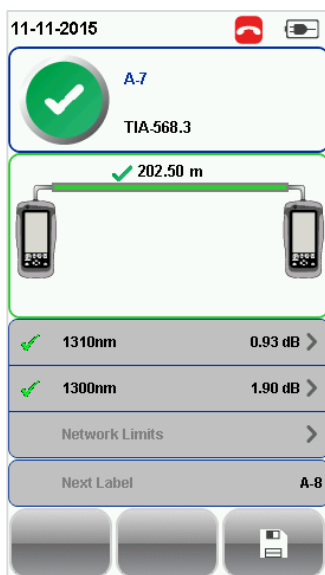 11-11-2015
A-7
TIA-568.3
202.50 m
1310nm 0.93 dB
1300nm 1.90 dB
Network Limits
Next Label A-8